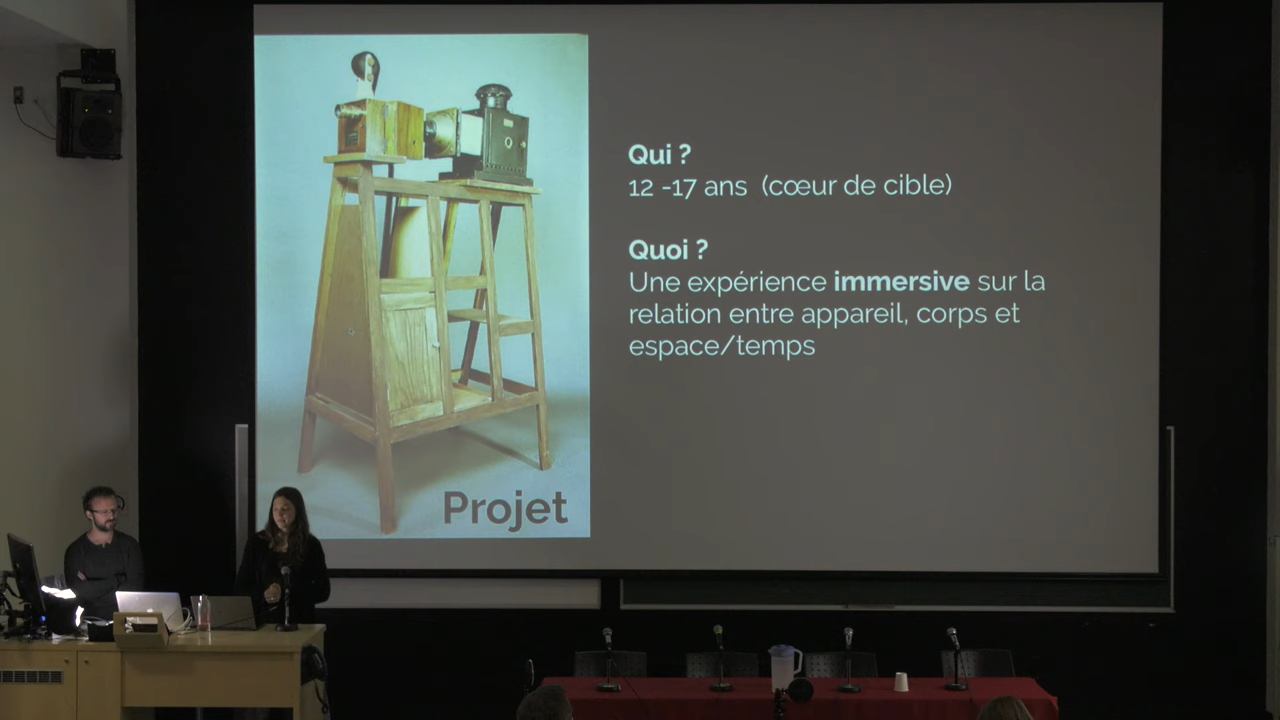 Qui ?
12 -17 ans (cœur de cible)
Quoi ?
Une expérience immersive sur la
relation entre appareil, corps et
espace/temps
Projet